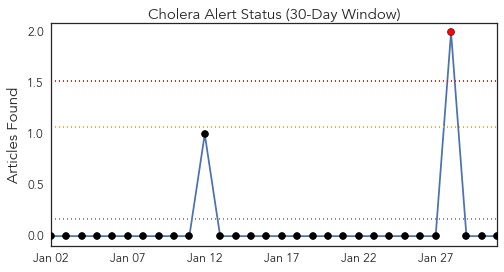 Cholera Alert Status (30-Day Window)
Articles Found
2.0
1.5
1.0
0.5
0.0
Jan 02 Jan 07 Jan 12 Jan 17 Jan 22 Jan 27